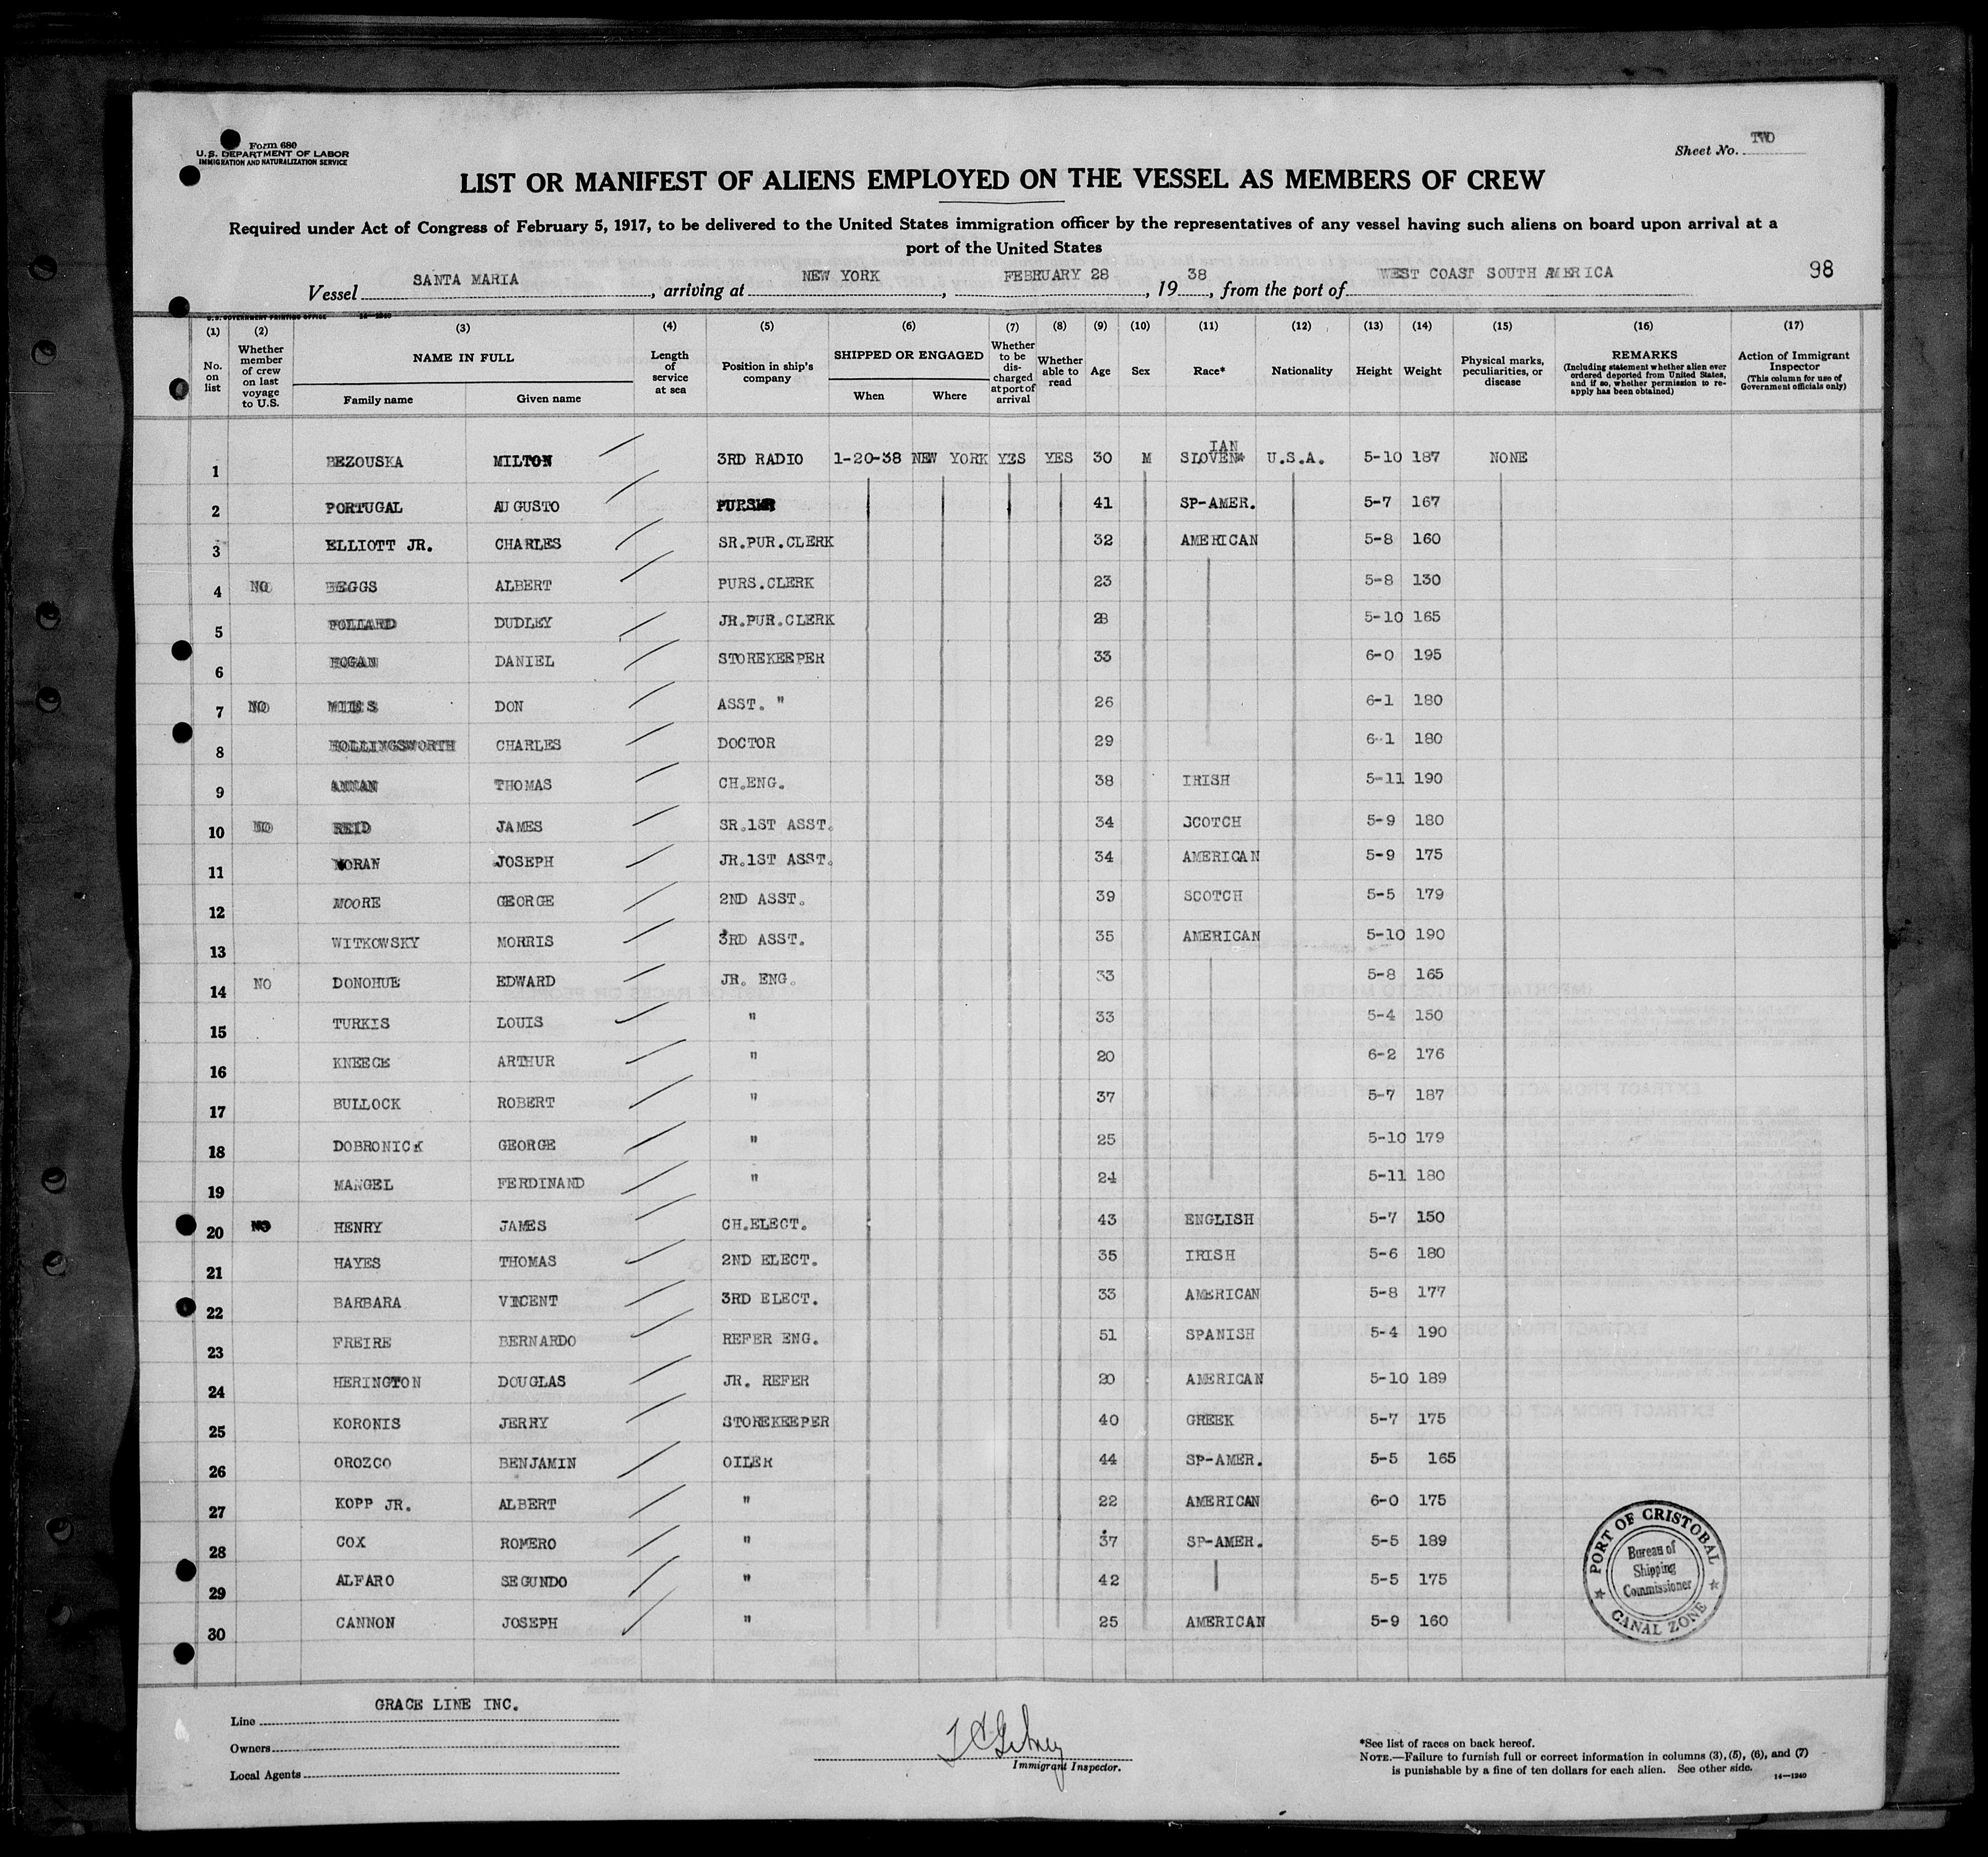 Form 680
U. S. DEPARTMENT OF LABOR
IMMIGRATION AND NATURALIZATION SERVICE
Sheet No. TWO
LIST OR MANIFEST OF ALIENS EMPLOYED ON THE VESSEL AS MEMBERS OF CREW
Required under Act of Congress of February 5, 1917, to be delivered to the United States immigration officer by the representatives of any vessel having such aliens on board upon arrival at a
port of the United States
Vessel SANTA MARIA, arriving at NEW YORK, FEBRUARY 28, 1938, from the port of WEST COAST SOUTH AMERICA 98
U. S. GOVERNMENT PRINTING OFFICE 14—1240
(1) (2) (3) (4) (5) (6) (7) (8) (9) (10) (11) (12) (13) (14) (15) (16) (17)
No. on list
Whether member of crew on last voyage to U.S.
NAME IN FULL
Family name
Given name
Length of service at sea
Position in ship's company
SHIPPED OR ENGAGED
When
Where
Whether to be discharged at port of arrival
Whether able to read
Age
Sex
Race*
Nationality
Height
Weight
Physical marks, peculiarities, or disease
REMARKS
(Including statement whether alien ever ordered deported from United States, and if so, whether permission to re-apply has been obtained)
Action of Immigrant Inspector
(This column for use of Government officials only)
1 BEZOUSKA MILTON 3RD RADIO 1-20-38 NEW YORK YES YES 30 M SLOVENIAN U.S.A. 5-10 187 NONE
2 PORTUGAL AUGUSTO PURSER 41 SP-AMER. 5-7 167
3 ELLIOTT JR. CHARLES SR.PUR.CLERK 32 AMERICAN 5-8 160
4 NO BEGGS ALBERT PURS.CLERK 23 5-8 130
5 POLLARD DUDLEY JR.PUR.CLERK 28 5-10 165
6 HOGAN DANIEL STOREKEEPER 33 6-0 195
7 NO DON ASST. " 26 6-1 180
8 HOLLINGSWORTH CHARLES DOCTOR 29 6-1 180
9 ANNAN THOMAS CH.ENG. 38 IRISH 5-11 190
10 NO REID JAMES SR.1ST ASST. 34 SCOTCH 5-9 180
11 MORAN JOSEPH JR.1ST ASST. 34 AMERICAN 5-9 175
12 MOORE GEORGE 2ND ASST. 39 SCOTCH 5-5 179
13 WITKOWSKY MORRIS 3RD ASST. 35 AMERICAN 5-10 190
14 NO DONOHUE EDWARD JR. ENG. 33 5-8 165
15 TURKIS LOUIS " 33 5-4 150
16 KNEECE ARTHUR " 20 6-2 176
17 BULLOCK ROBERT " 37 5-7 187
18 DOBRONICK GEORGE " 25 5-10 179
19 MANGEL FERDINAND " 24 5-11 180
20 NO HENRY JAMES CH.ELECT. 43 ENGLISH 5-7 150
21 HAYES THOMAS 2ND ELECT. 35 IRISH 5-6 180
22 BARBARA VINCENT 3RD ELECT. 33 AMERICAN 5-8 177
23 FREIRE BERNARDO REFER ENG. 51 SPANISH 5-4 190
24 HERINGTON DOUGLAS JR. REFER 20 AMERICAN 5-10 189
25 KORONIS JERRY STOREKEEPER 40 GREEK 5-7 175
26 OROZCO BENJAMIN OILER 44 SP-AMER. 5-5 165
27 KOPP JR. ALBERT " 22 AMERICAN 6-0 175
28 COX ROMERO " 37 SP-AMER. 5-5 189
29 ALFARO SEGUNDO " 42 5-5 175
30 CANNON JOSEPH " 25 AMERICAN 5-9 160
PORT OF CRISTOBAL
Bureau of
Shipping
Commissioner
CANAL ZONE
Line GRACE LINE INC.
Owners
Local Agents
Immigrant Inspector.
*See list of races on back hereof.
NOTE.—Failure to furnish full or correct information in columns (3), (5), (6), and (7)
is punishable by a fine of ten dollars for each alien. See other side.
14—1240